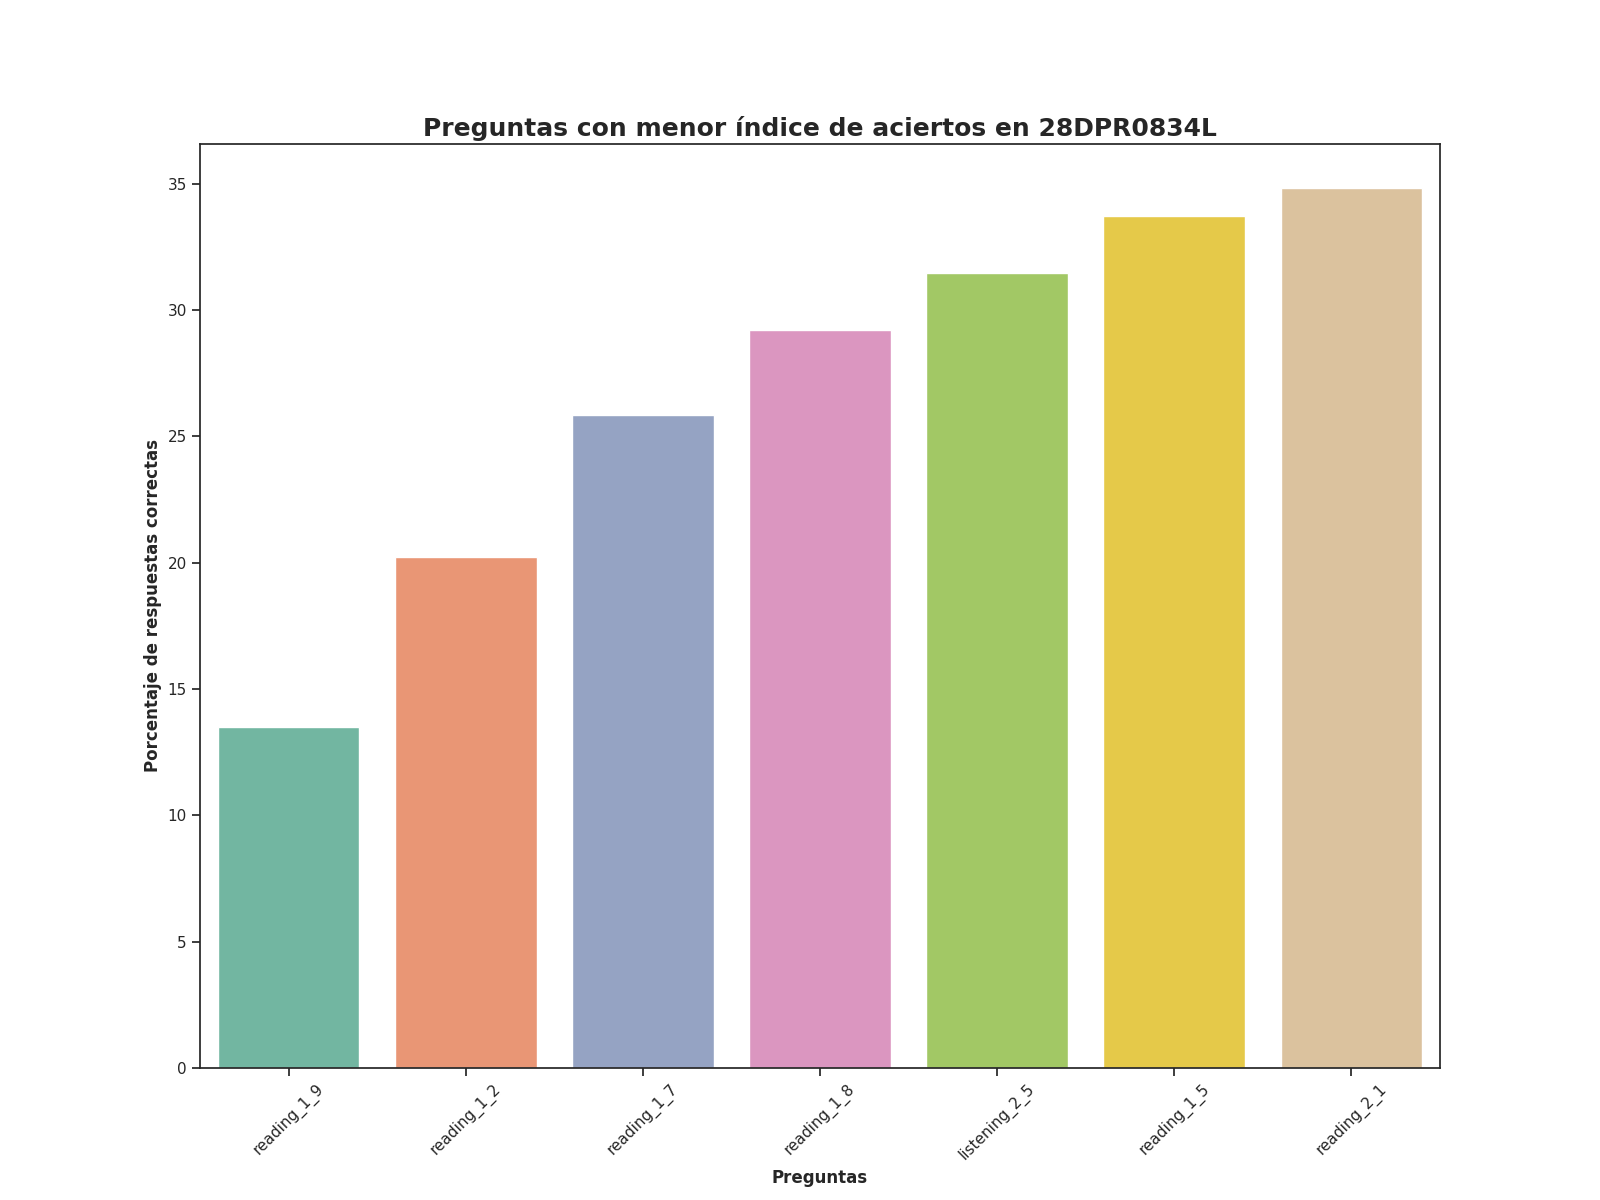 Preguntas con menor índice de aciertos en 28DPR0834L
Porcentaje de respuestas correctas
35
30
25
20
15
10
5
0
reading_1_9
reading_1_2
reading_1_7
reading_1_8
listening_2_5
reading_1_5
reading_2_1
Preguntas